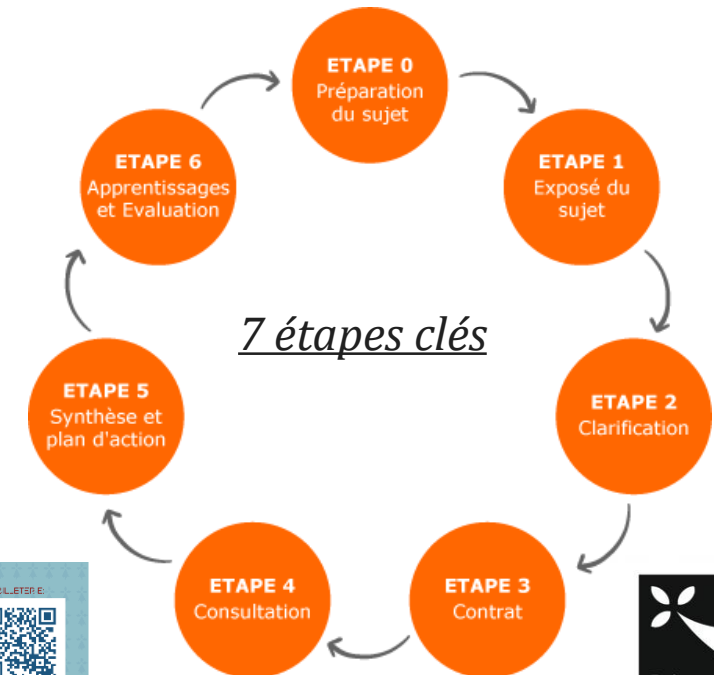 ETAPE 0
Préparation
du sujet
ETAPE 1
Exposé du
sujet
ETAPE 2
Clarification
ETAPE 3
Contrat
ETAPE 4
Consultation
ETAPE 5
Synthèse et
plan d'action
ETAPE 6
Apprentissages
et Evaluation
7 étapes clés